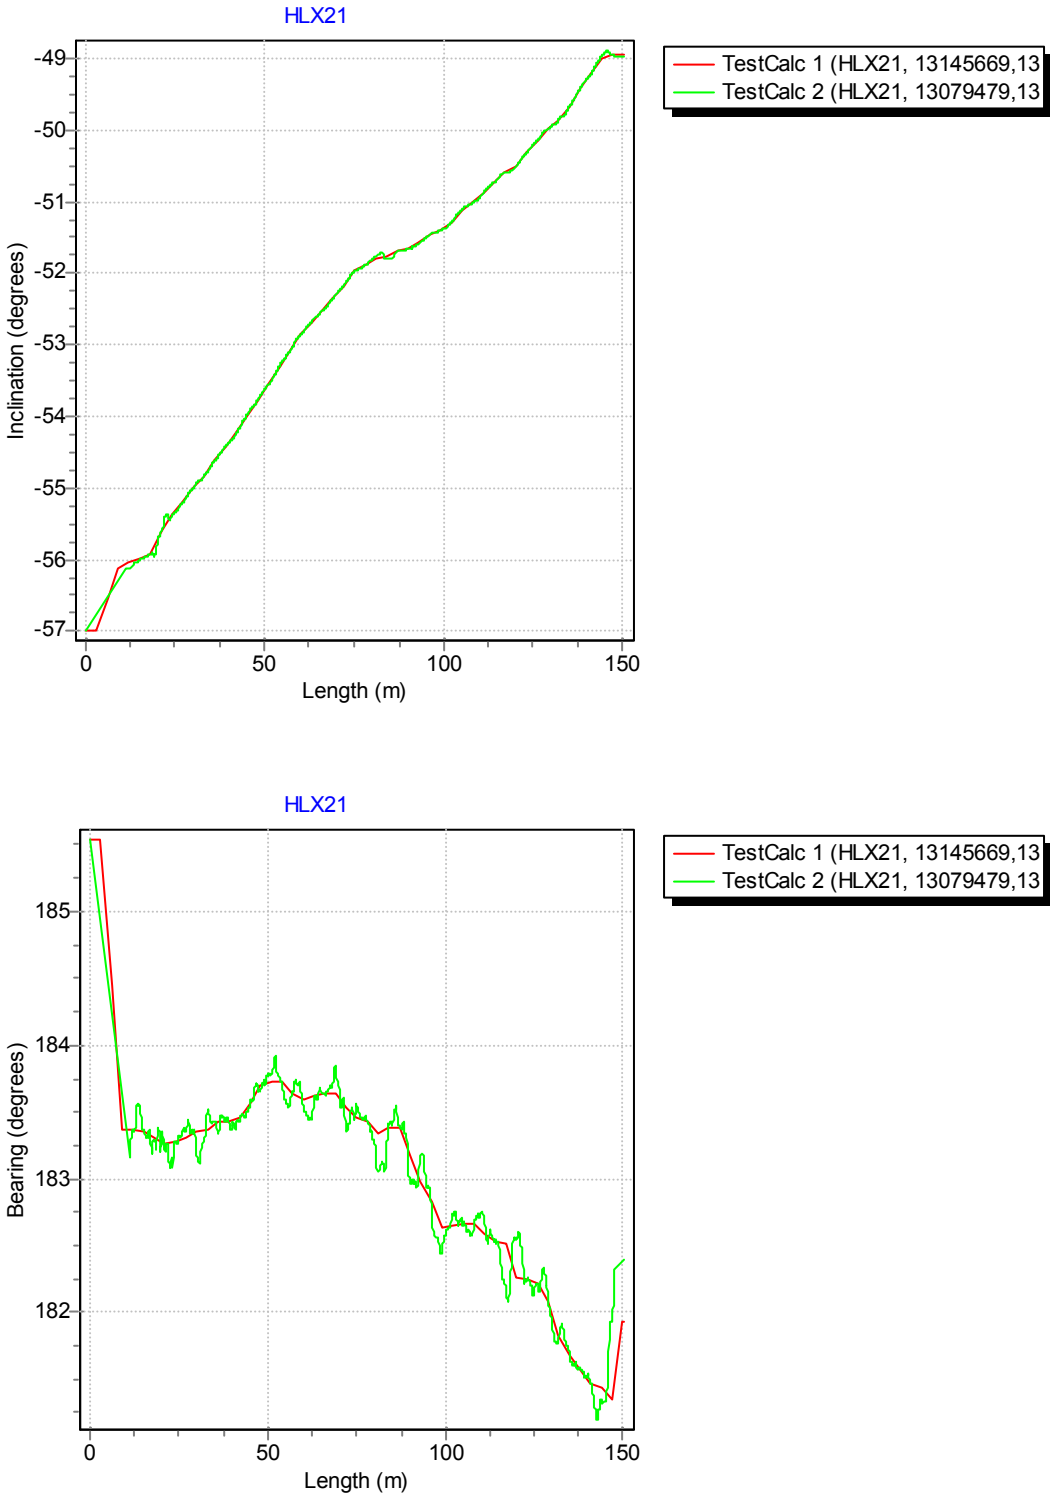 HLX21
TestCalc 1 (HLX21, 13145669,13
TestCalc 2 (HLX21, 13079479,13
Inclination (degrees)
-49
-50
-51
-52
-53
-54
-55
-56
-57
0 50 100 150
Length (m)
HLX21
TestCalc 1 (HLX21, 13145669,13
TestCalc 2 (HLX21, 13079479,13
Bearing (degrees)
185
184
183
182
0 50 100 150
Length (m)